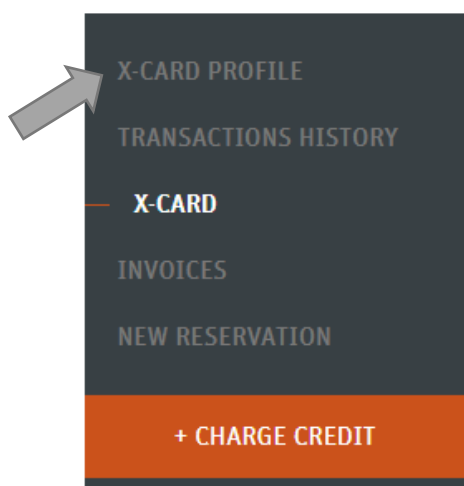 X-CARD PROFILE
TRANSACTIONS HISTORY
X-CARD
INVOICES
NEW RESERVATION
+ CHARGE CREDIT